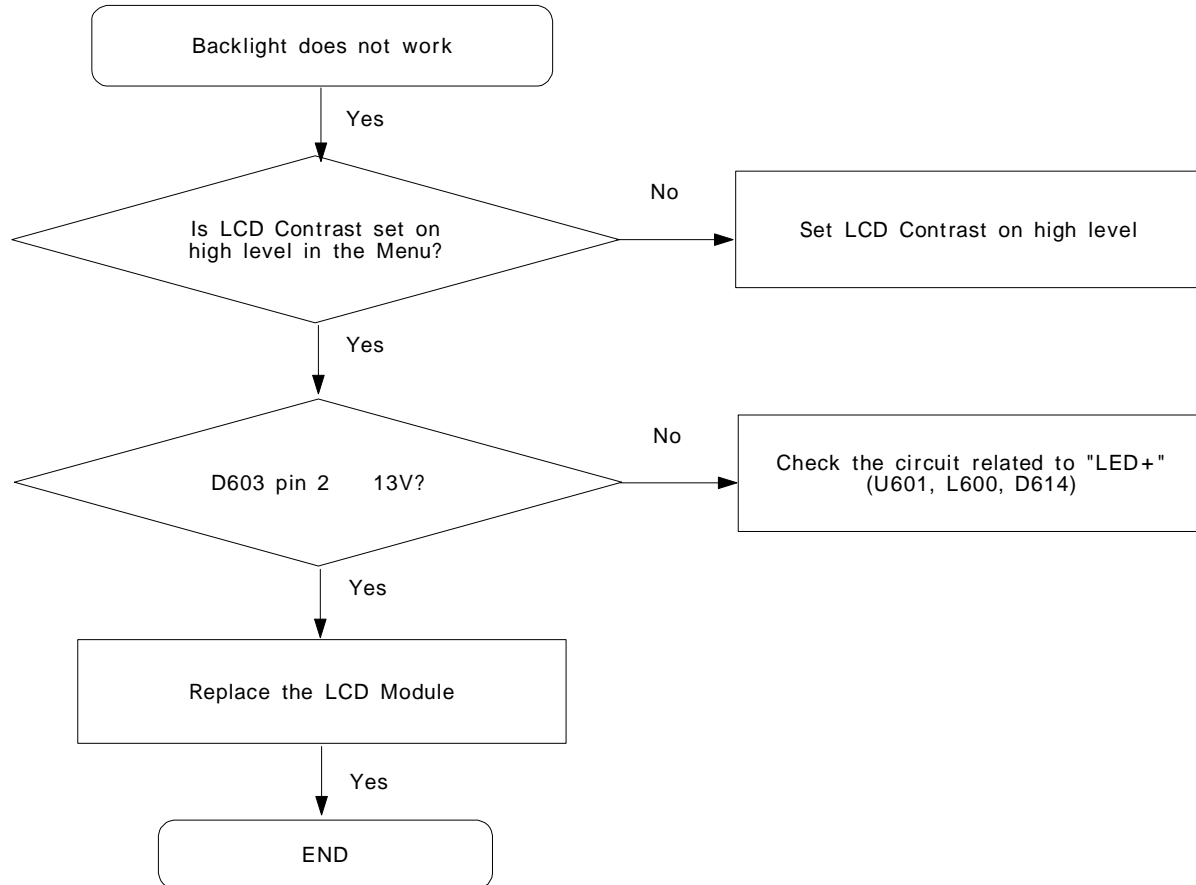 Backlight does not work
Yes
Is LCD Contrast set on
high level in the Menu?
No
Set LCD Contrast on high level
Yes
D603 pin 2 13V?
No
Check the circuit related to "LED+"
(U601, L600, D614)
Yes
Replace the LCD Module
Yes
END